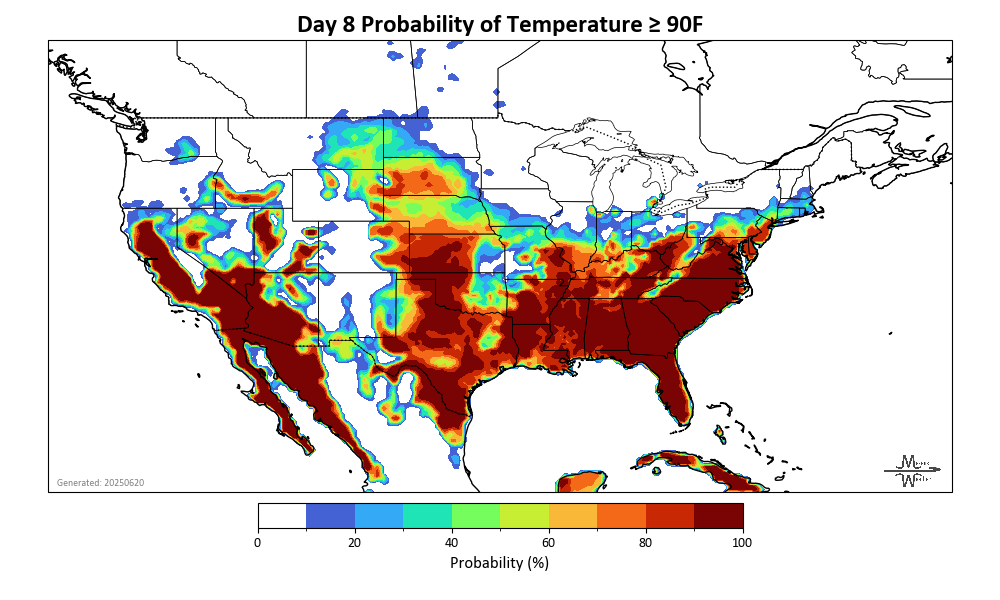 Day 8 Probability of Temperature ≥ 90F
Generated: 20250620
0 20 40 60 80 100
Probability (%)